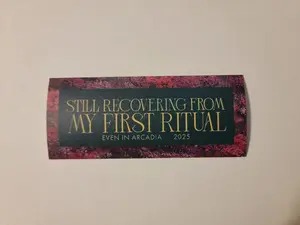 STILL RECOVERING FROM
MY FIRST RITUAL
EVEN IN ARCADIA 2025